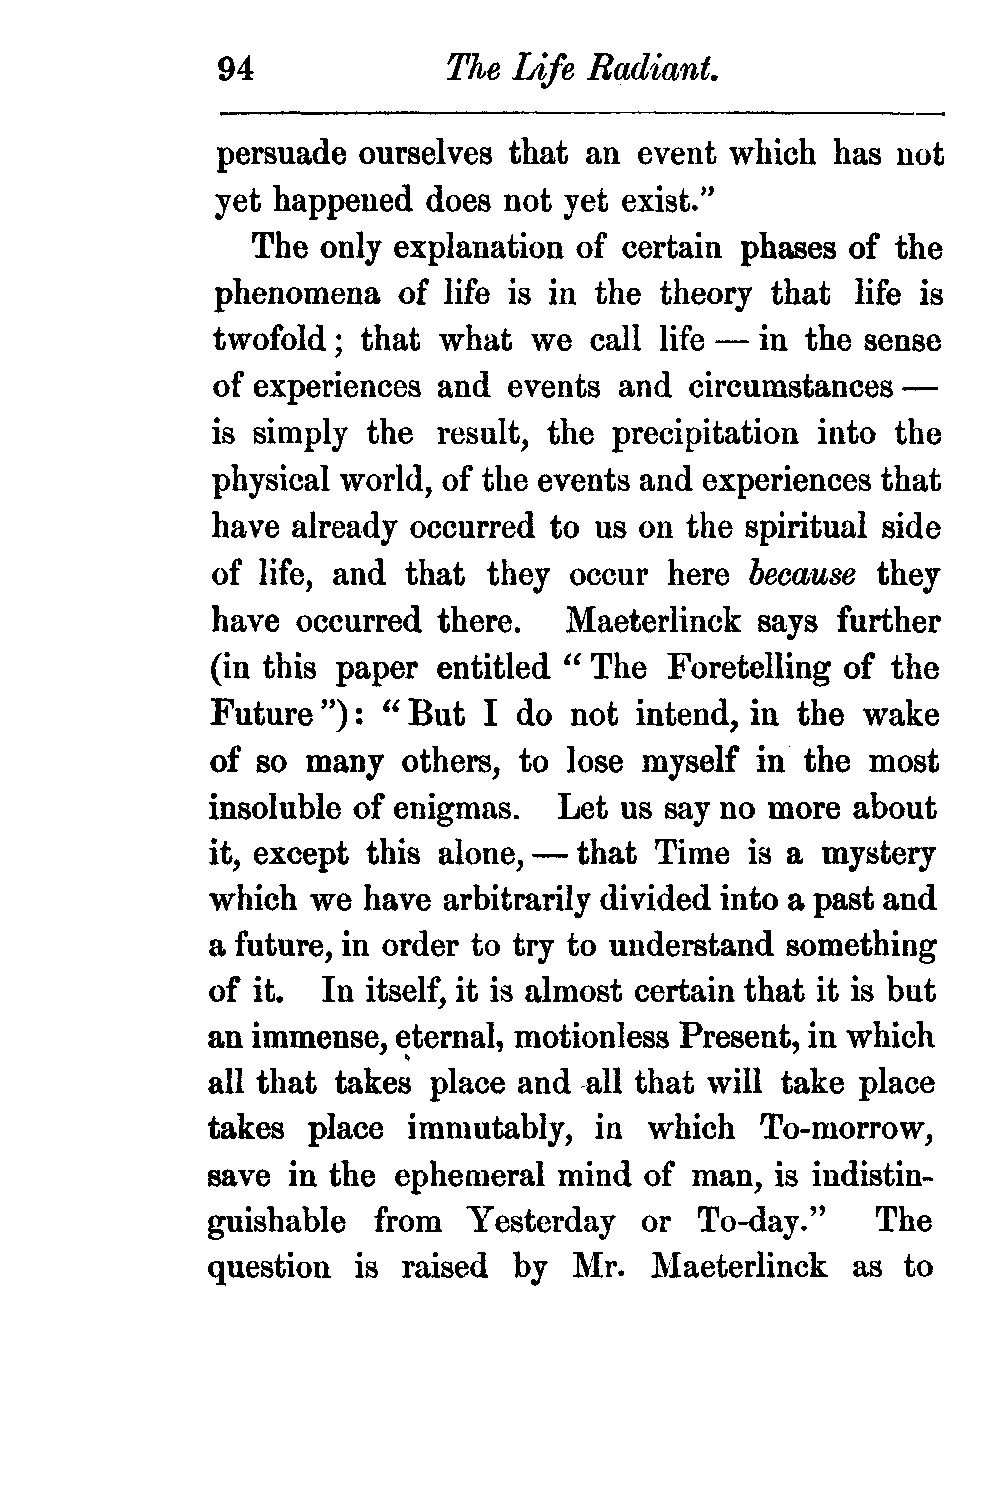 94 The Life Radiant.
persuade ourselves that an event which has not
yet happened does not yet exist."
The only explanation of certain phases of the
phenomena of life is in the theory that life is
twofold; that what we call life — in the sense
of experiences and events and circumstances —
is simply the result, the precipitation into the
physical world, of the events and experiences that
have already occurred to us on the spiritual side
of life, and that they occur here because they
have occurred there. Maeterlinck says further
(in this paper entitled "The Foretelling of the
Future"): "But I do not intend, in the wake
of so many others, to lose myself in the most
insoluble of enigmas. Let us say no more about
it, except this alone, — that Time is a mystery
which we have arbitrarily divided into a past and
a future, in order to try to understand something
of it. In itself, it is almost certain that it is but
an immense, eternal, motionless Present, in which
all that takes place and all that will take place
takes place immutably, in which To-morrow,
save in the ephemeral mind of man, is indistin-
guishable from Yesterday or To-day." The
question is raised by Mr. Maeterlinck as to